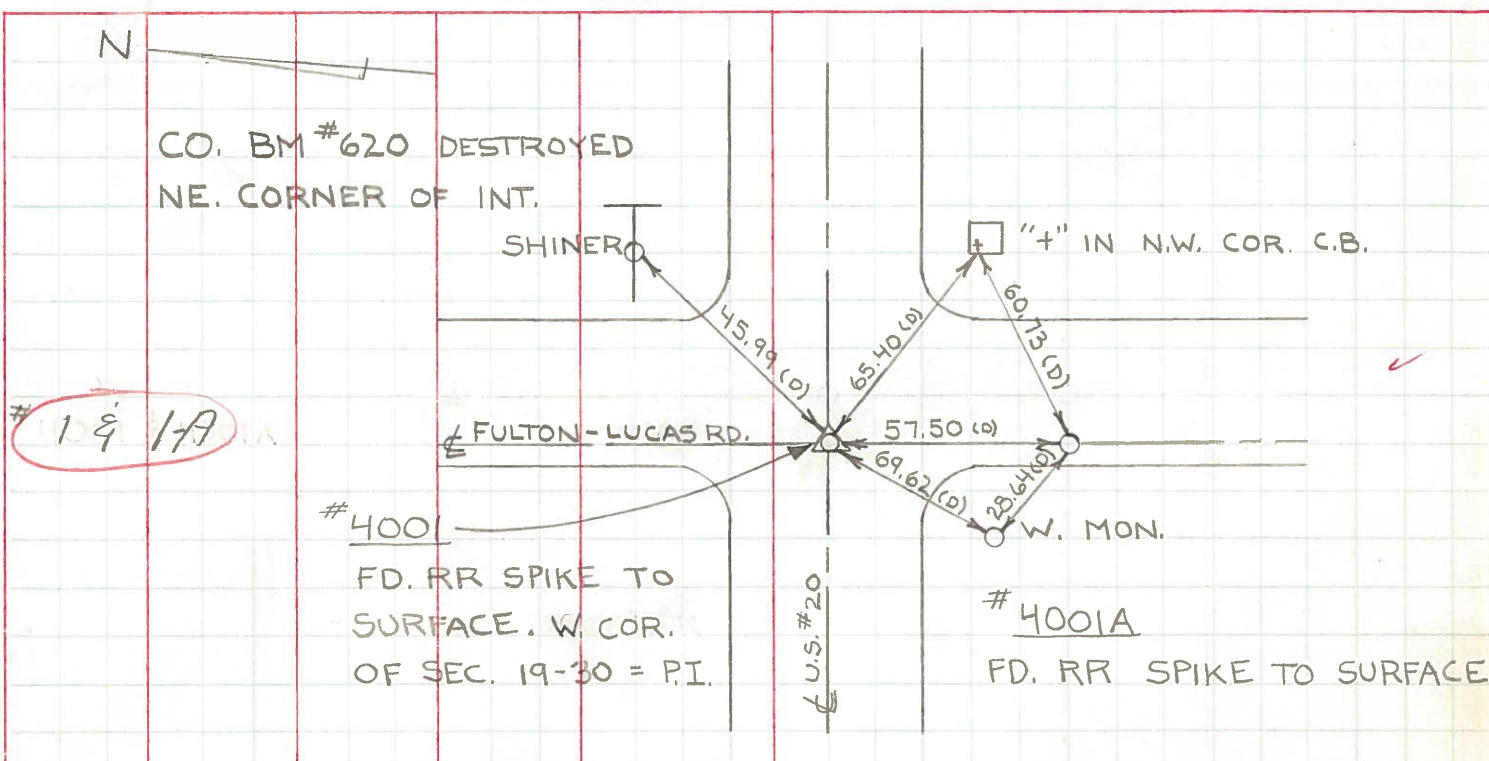 N
CO. BM #620 DESTROYED
NE. CORNER OF INT.
SHINER
"+" IN N.W. COR. C.B.
45.99 (D)
65.40 (D)
60.73 (D)
# 1 & 1-A
℄ FULTON-LUCAS RD.
57.50 (D)
69.62 (D)
28.64 (D)
W. MON.
#4001
FD. RR SPIKE TO
SURFACE. W. COR.
OF SEC. 19-30 = P.I.
℄ U.S. #20
#4001A
FD. RR SPIKE TO SURFACE